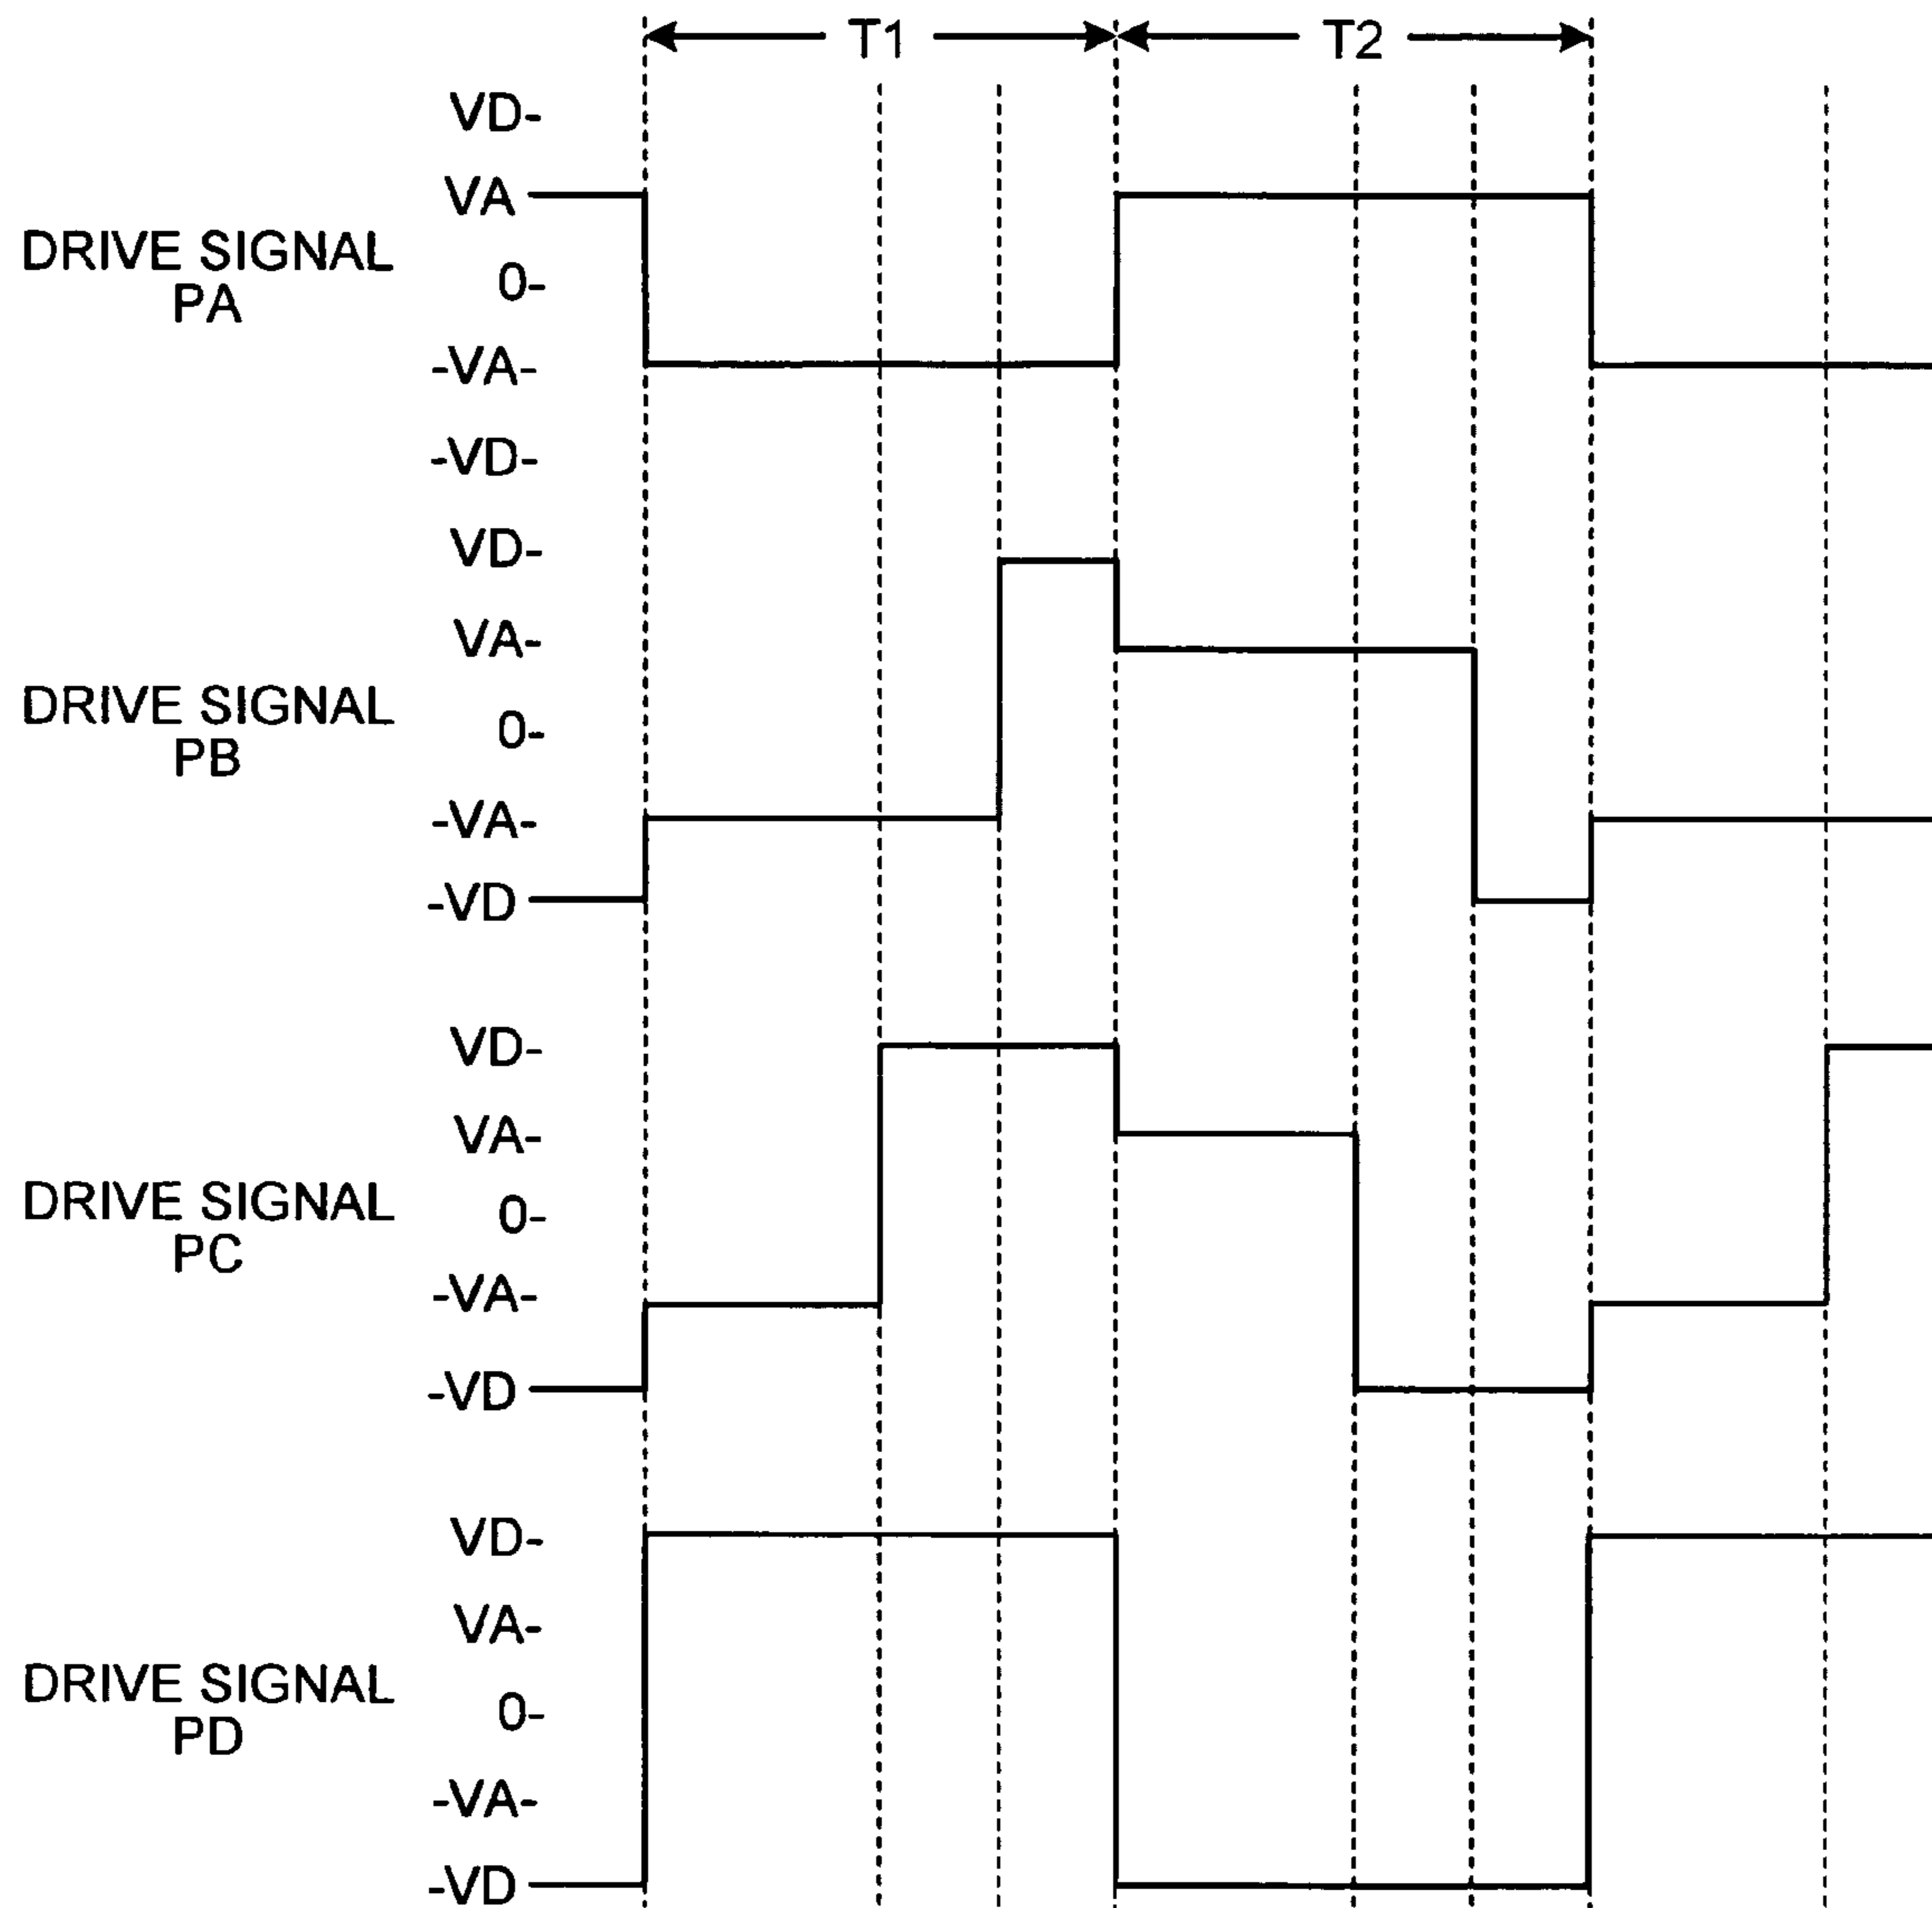 T1 T2
VD-
VA
DRIVE SIGNAL
PA
0-
-VA-
-VD-
VD-
VA-
DRIVE SIGNAL
PB
0-
-VA-
-VD
VD-
VA-
DRIVE SIGNAL
PC
0-
-VA-
-VD
VD-
VA-
DRIVE SIGNAL
PD
0-
-VA-
-VD